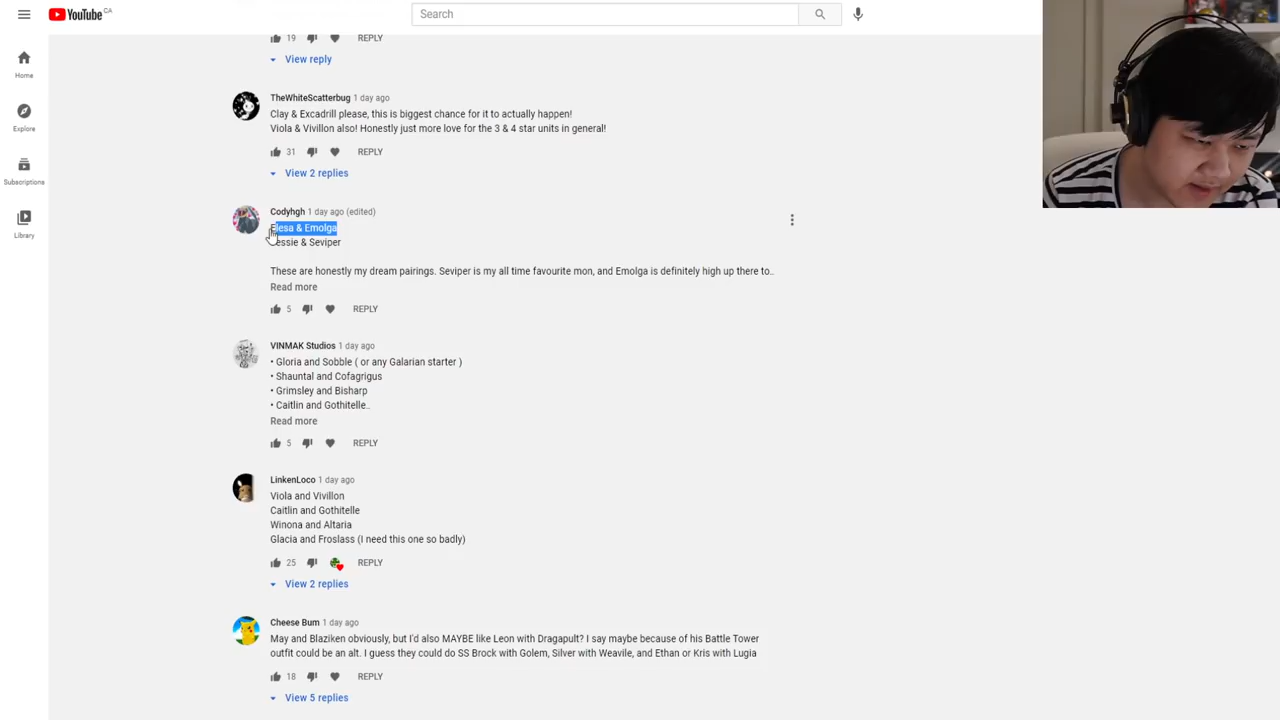 YouTube CA
Search
19 REPLY
View reply
Home
Explore
Subscriptions
Library
TheWhiteScatterbug 1 day ago
Clay & Excadrill please, this is biggest chance for it to actually happen!
Viola & Vivillon also! Honestly just more love for the 3 & 4 star units in general!
31 REPLY
View 2 replies
Codyhgh 1 day ago (edited)
Elesa & Emolga
Jessie & Seviper
These are honestly my dream pairings. Seviper is my all time favourite mon, and Emolga is definitely high up there to..
Read more
5 REPLY
VINMAK Studios 1 day ago
• Gloria and Sobble ( or any Galarian starter )
• Shauntal and Cofagrigus
• Grimsley and Bisharp
• Caitlin and Gothitelle..
Read more
5 REPLY
LinkenLoco 1 day ago
Viola and Vivillon
Caitlin and Gothitelle
Winona and Altaria
Glacia and Froslass (I need this one so badly)
25 REPLY
View 2 replies
Cheese Bum 1 day ago
May and Blaziken obviously, but I'd also MAYBE like Leon with Dragapult? I say maybe because of his Battle Tower
outfit could be an alt. I guess they could do SS Brock with Golem, Silver with Weavile, and Ethan or Kris with Lugia
18 REPLY
View 5 replies